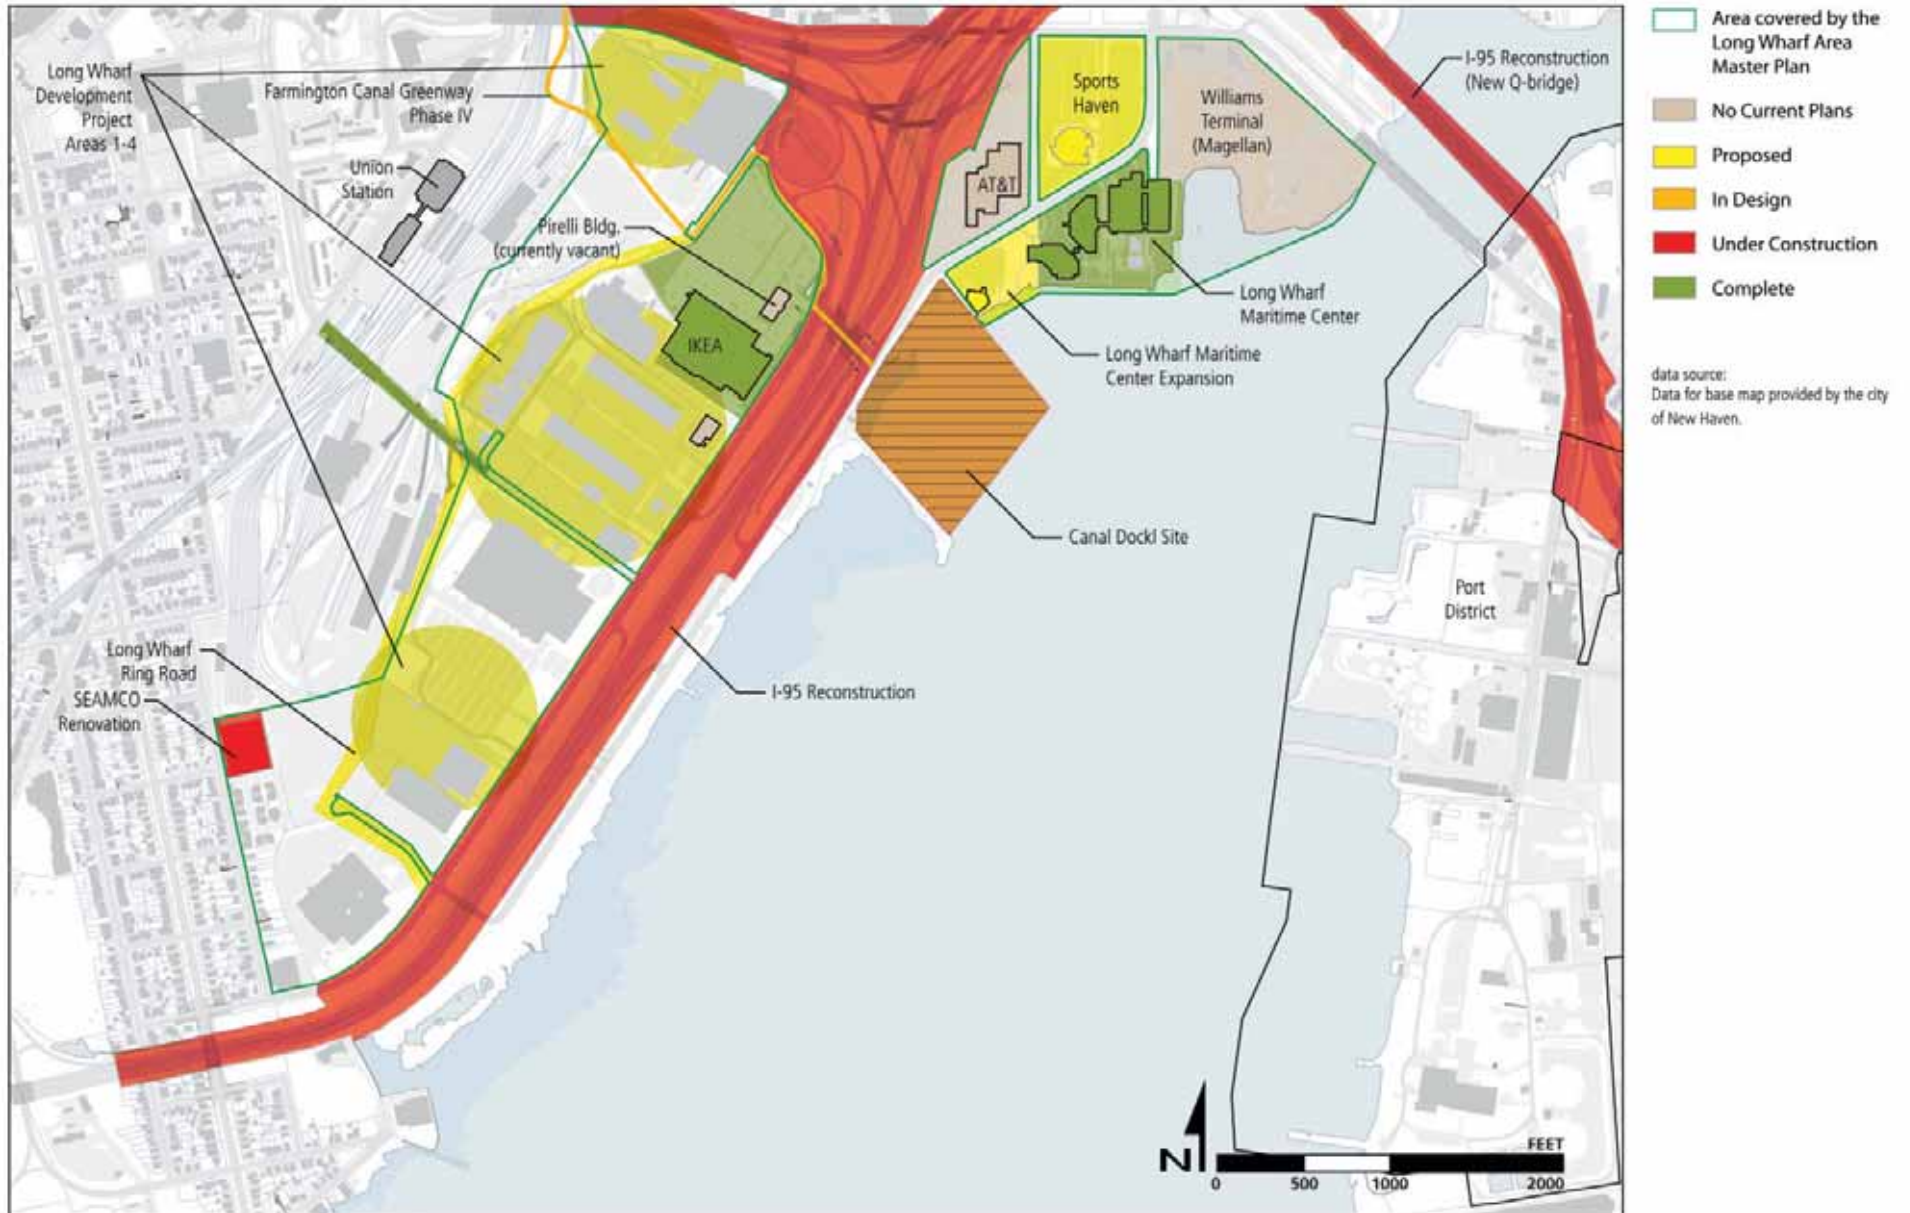 Long Wharf
Development
Project
Areas 1-4
Farmington Canal Greenway
Phase IV
Union
Station
Pirelli Bldg.
(currently vacant)
IKEA
Sports
Haven
AT&T
Williams
Terminal
(Magellan)
I-95 Reconstruction
(New Q-bridge)
Long Wharf
Maritime Center
Long Wharf Maritime
Center Expansion
Canal Dockl Site
Port
District
I-95 Reconstruction
Long Wharf
Ring Road
SEAMCO
Renovation
N
FEET
0 500 1000 2000
Area covered by the
Long Wharf Area
Master Plan
No Current Plans
Proposed
In Design
Under Construction
Complete
data source:
Data for base map provided by the city
of New Haven.